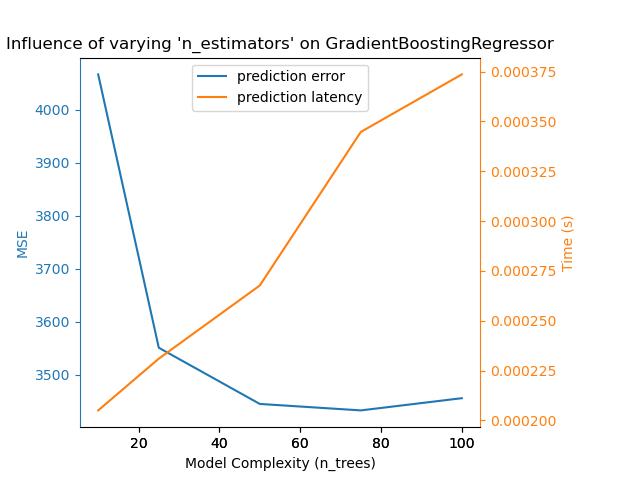 Influence of varying 'n_estimators' on GradientBoostingRegressor
prediction error
prediction latency
4000
3900
3800
3700
3600
3500
MSE
0.000375
0.000350
0.000325
0.000300
0.000275
0.000250
0.000225
0.000200
Time (s)
20 40 60 80 100
Model Complexity (n_trees)